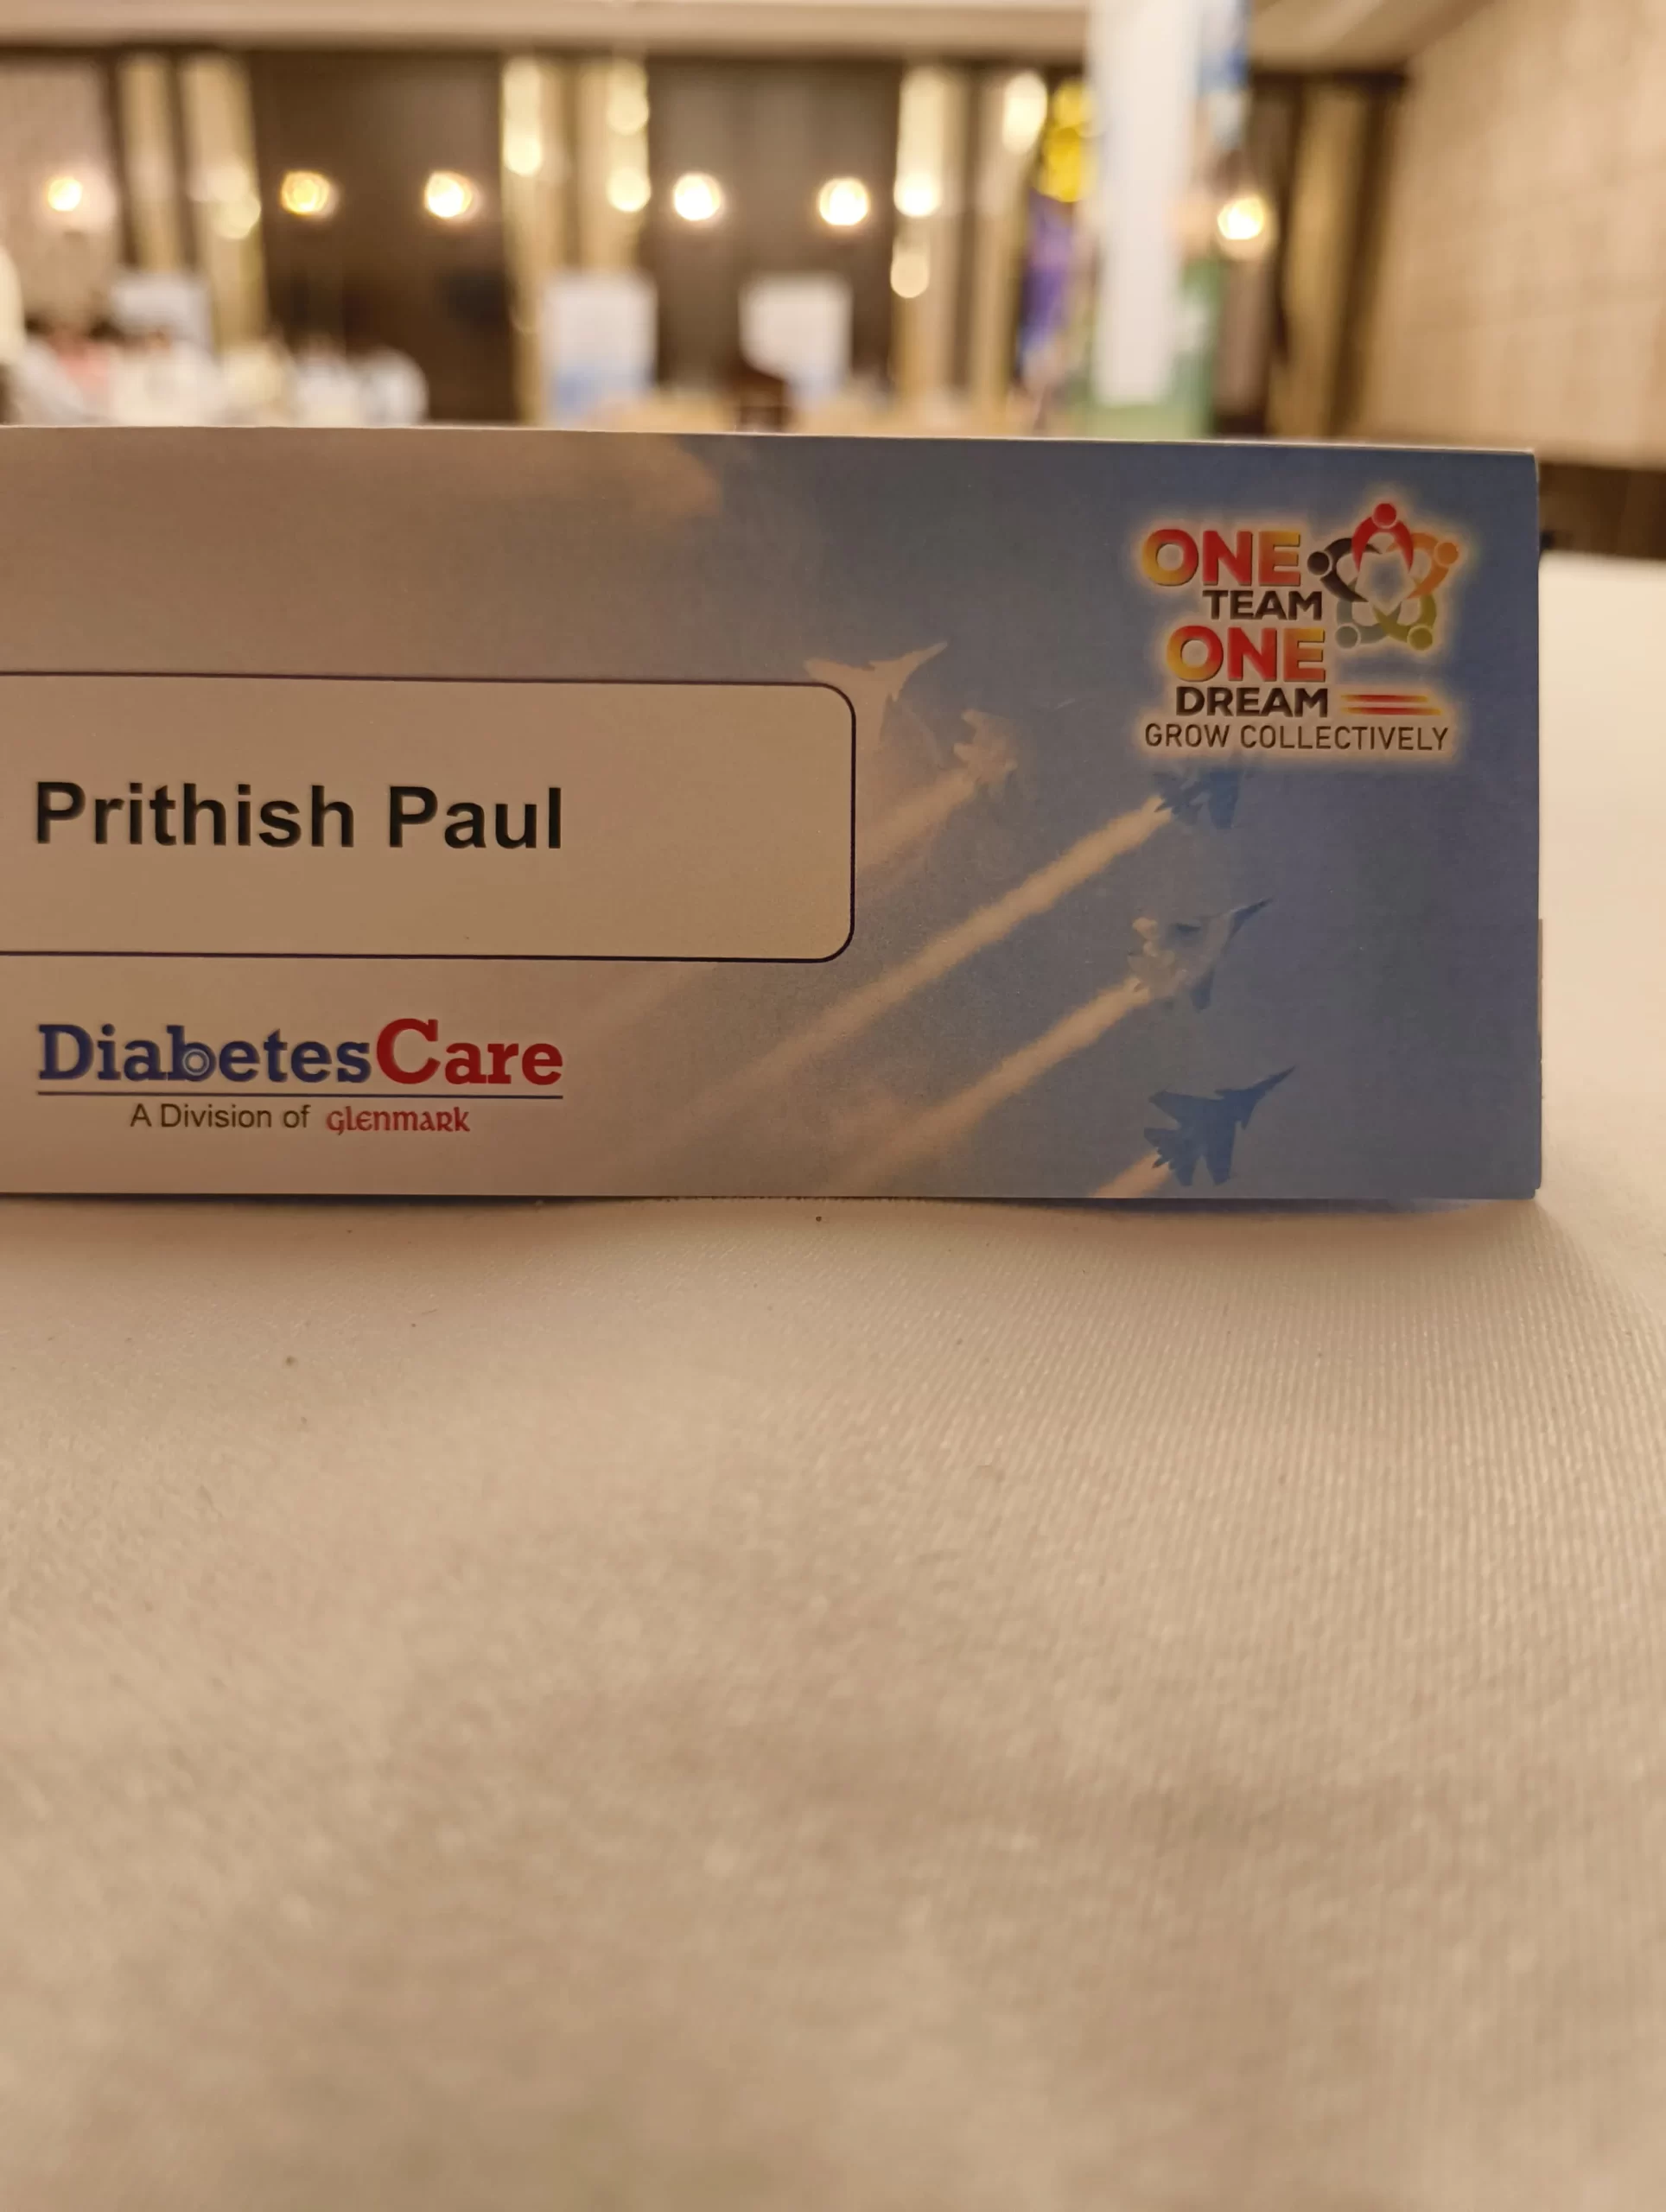 ONE
TEAM
ONE
DREAM
GROW COLLECTIVELY
Prithish Paul
DiabetesCare
A Division of glenmark